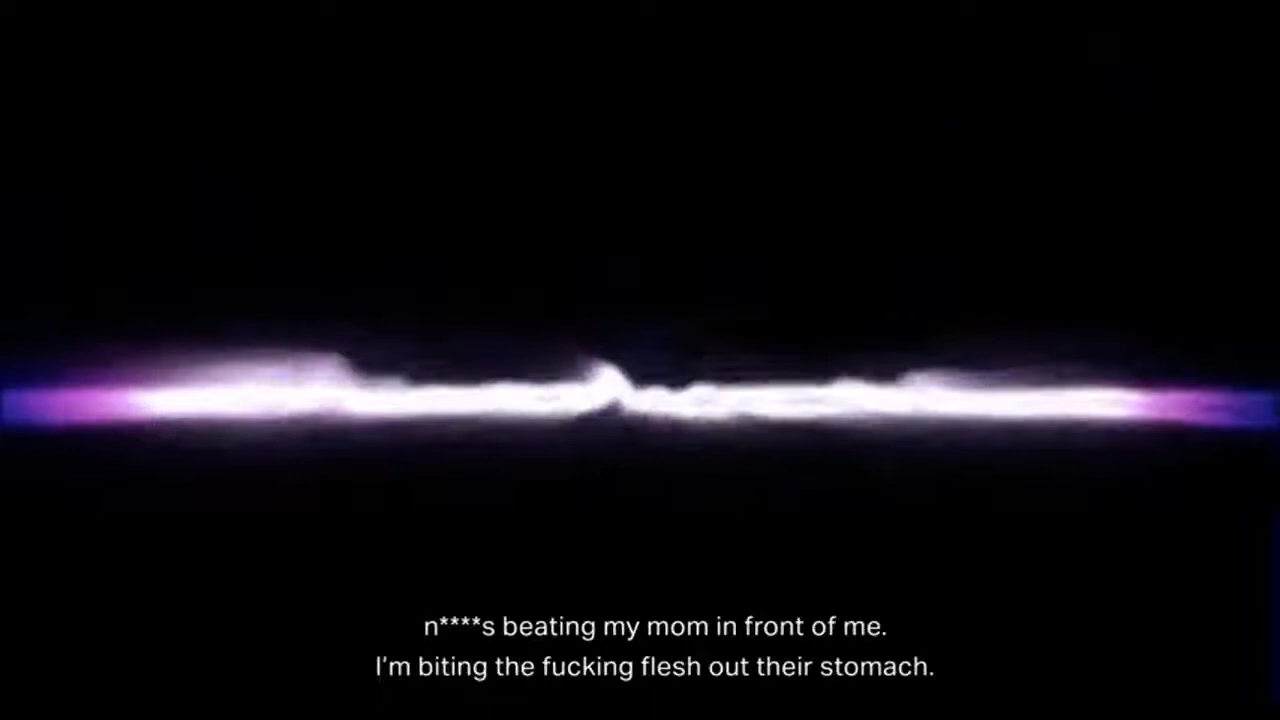 n****s beating my mom in front of me.
I'm biting the fucking flesh out their stomach.